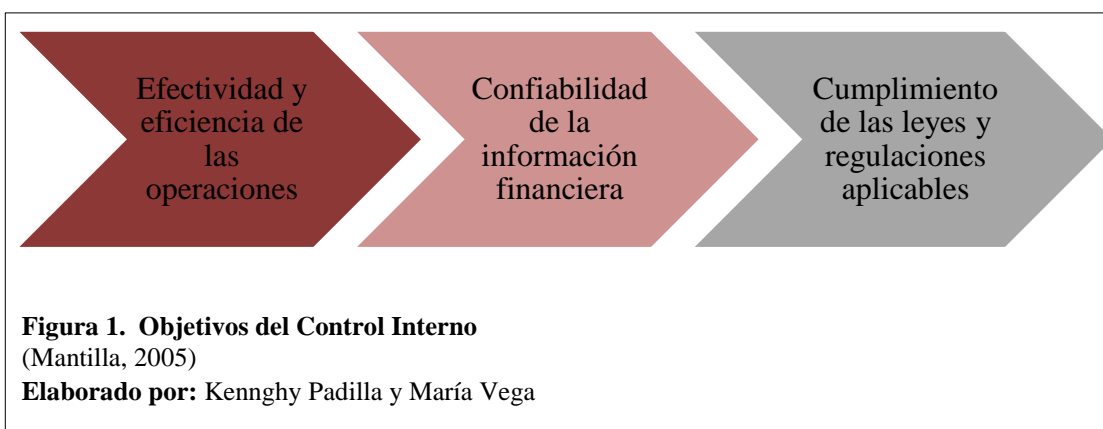 Efectividad y
eficiencia de
las
operaciones
Confiabilidad
de la
información
financiera
Cumplimiento
de las leyes y
regulaciones
aplicables
Figura 1. Objetivos del Control Interno
(Mantilla, 2005)
Elaborado por: Kennghy Padilla y María Vega